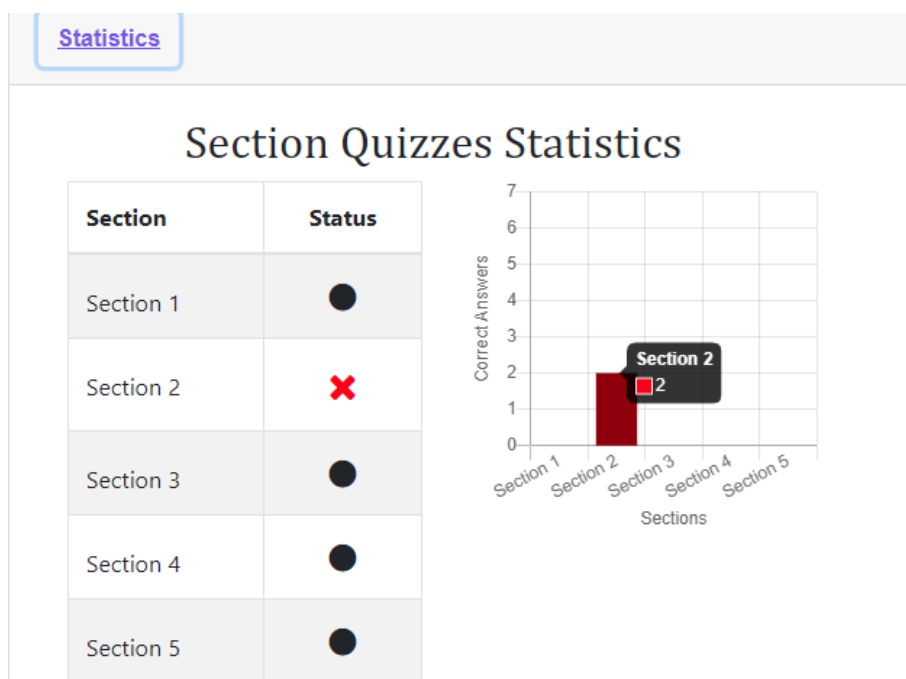 Statistics
Section Quizzes Statistics
Section Status
Section 1
Section 2
Section 3
Section 4
Section 5
7
6
5
4
3
2
1
0
Correct Answers
Section 2
2
Section 1 Section 2 Section 3 Section 4 Section 5
Sections